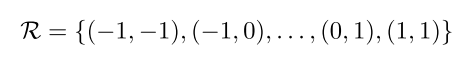 ℛ = {(−1, −1), (−1, 0), . . . , (0, 1), (1, 1)}